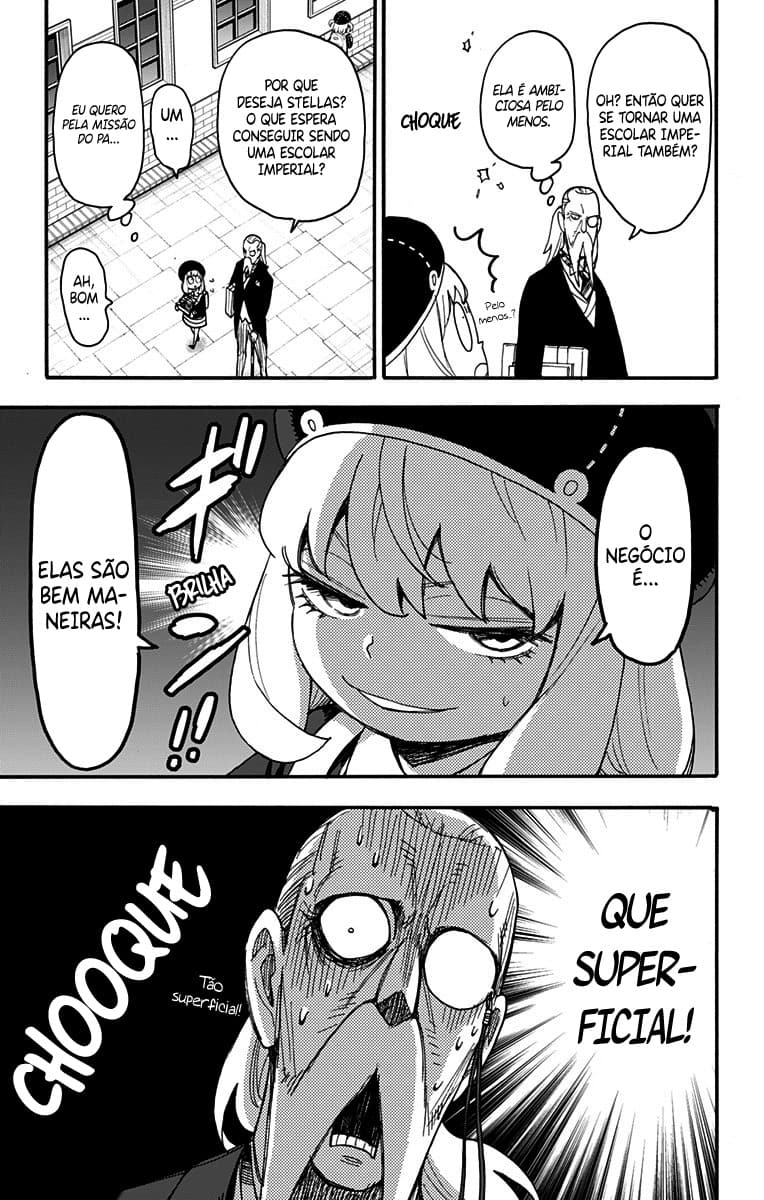 OH? ENTÃO QUER
SE TORNAR UMA
ESCOLAR IMPE-
RIAL TAMBÉM?
ELA É AMBI-
CIOSA PELO
MENOS.
CHOQUE
Pelo
menos..?
POR QUE
DESEJA STELLAS?
O QUE ESPERA
CONSEGUIR SENDO
UMA ESCOLAR
IMPERIAL?
UM
...
EU QUERO
PELA MISSÃO
DO PA...
AH,
BOM
...
O
NEGÓCIO
É...
ギラン!!
BRILHA
ELAS SÃO
BEM MA-
NEIRAS!
QUE
SUPER-
FICIAL!
Tão
superficial!!
CHOOQUE